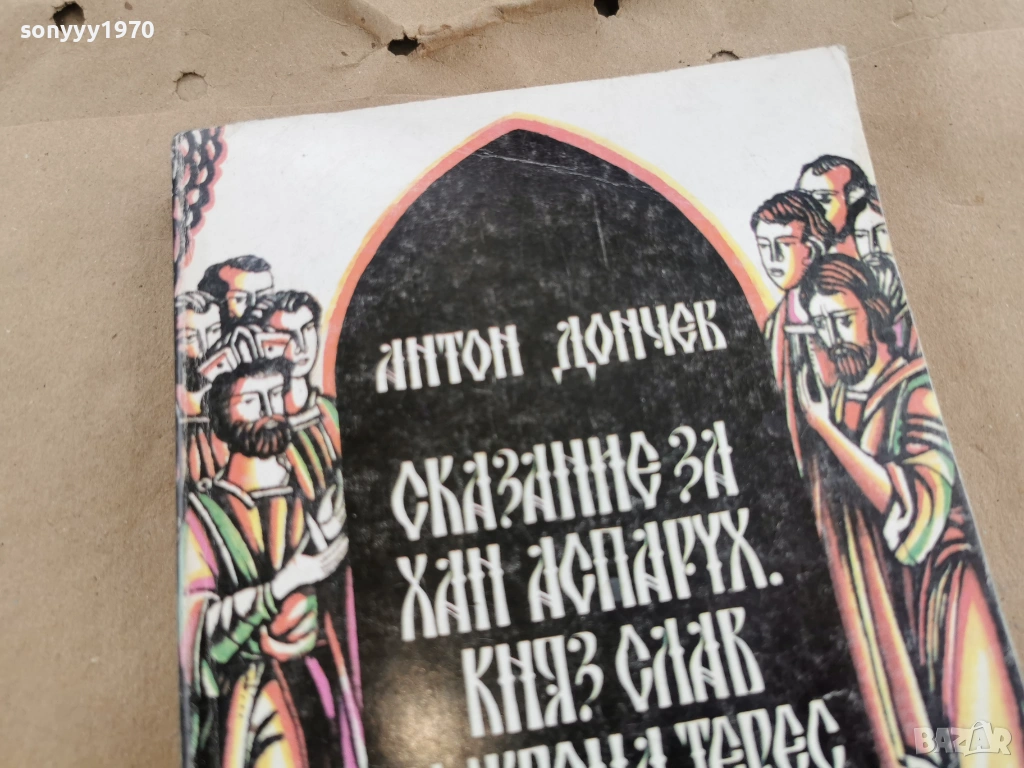 sonyyy1970
АНТОН ДОНЧЕВ
СКАЗАНИЕ ЗА
ХАН АСПАРУХ.
КНЯЗ СЛАВ
ТЕРЕС
BAZAR